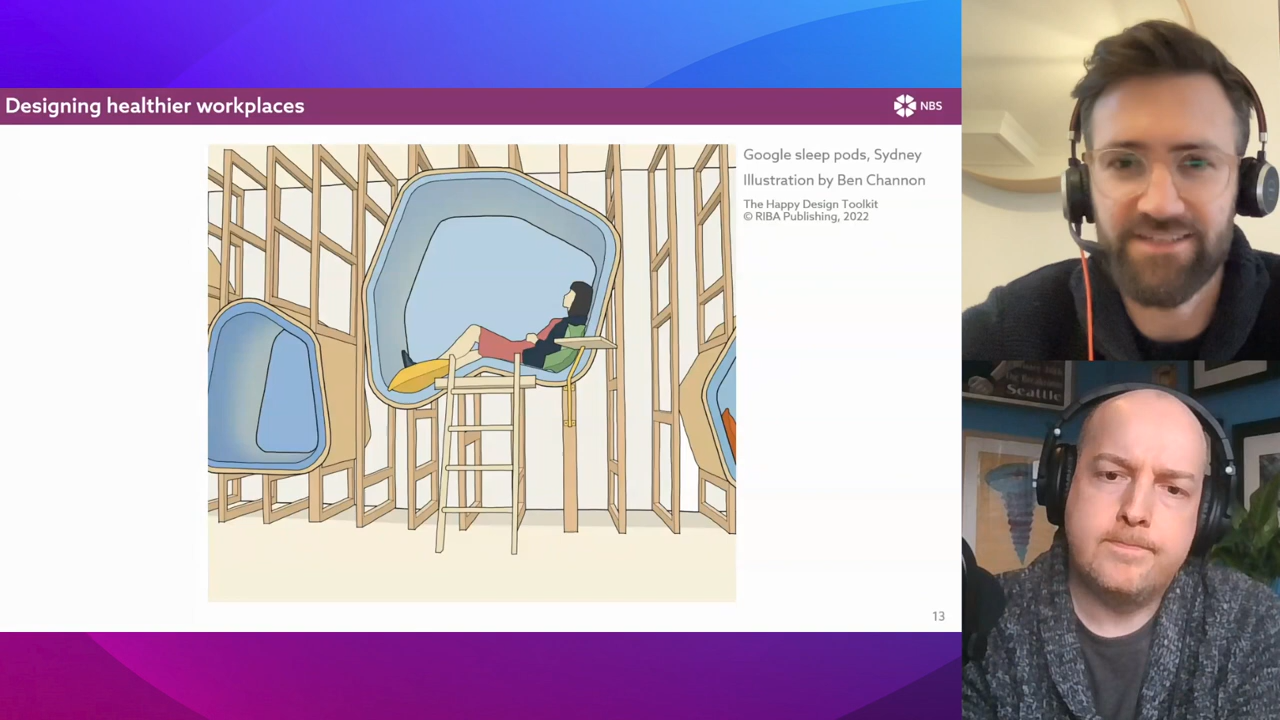 Designing healthier workplaces
NBS
Google sleep pods, Sydney
Illustration by Ben Channon
The Happy Design Toolkit
© RIBA Publishing, 2022
13
Seattle